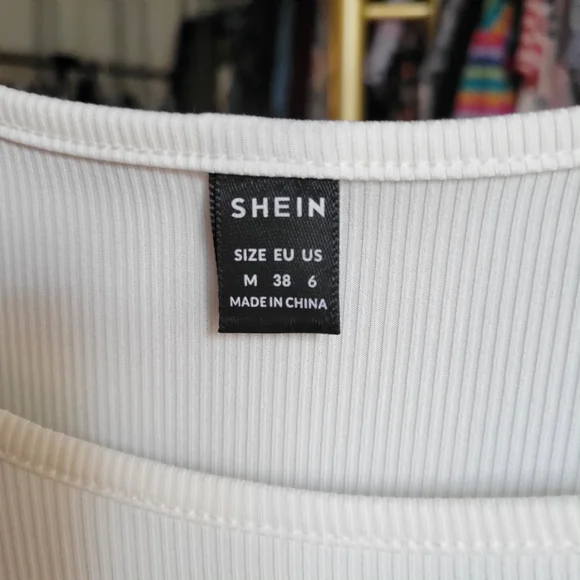 SHEIN
SIZE EU US
M 38 6
MADE IN CHINA